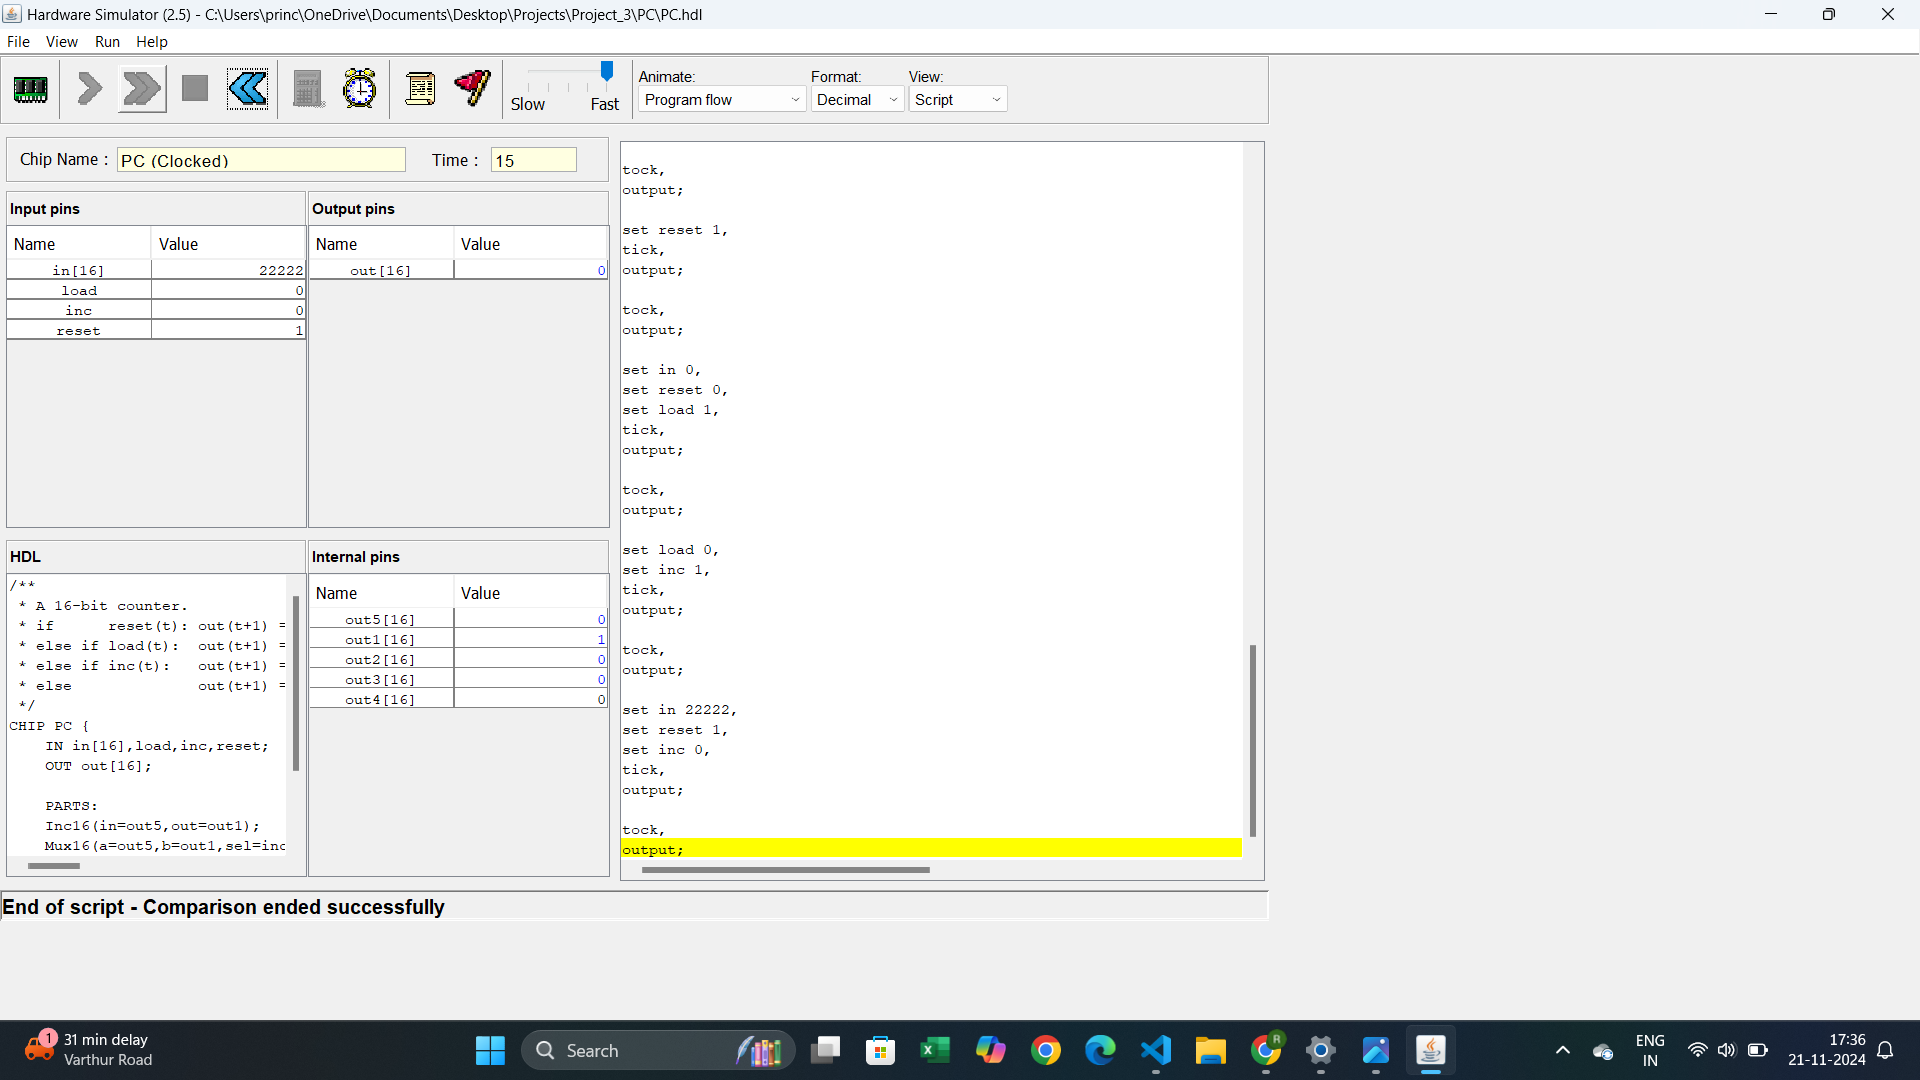 Hardware Simulator (2.5) - C:\Users\princ\OneDrive\Documents\Desktop\Projects\Project_3\PC\PC.hdl
File View Run Help
Slow Fast
Animate: Format: View:
Program flow Decimal Script
Chip Name : PC (Clocked) Time : 15
Input pins
Name Value
in[16] 22222
load 0
inc 0
reset 1
Output pins
Name Value
out[16] 0
HDL
/**
* A 16-bit counter.
* if reset(t): out(t+1) =
* else if load(t): out(t+1) =
* else if inc(t): out(t+1) =
* else out(t+1) =
*/
CHIP PC {
IN in[16],load,inc,reset;
OUT out[16];
PARTS:
Inc16(in=out5,out=out1);
Mux16(a=out5,b=out1,sel=inc
Internal pins
Name Value
out5[16] 0
out1[16] 1
out2[16] 0
out3[16] 0
out4[16] 0
tock,
output;
set reset 1,
tick,
output;
tock,
output;
set in 0,
set reset 0,
set load 1,
tick,
output;
tock,
output;
set load 0,
set inc 1,
tick,
output;
tock,
output;
set in 22222,
set reset 1,
set inc 0,
tick,
output;
tock,
output;
End of script - Comparison ended successfully
1
31 min delay
Varthur Road
Search
R
ENG
IN
17:36
21-11-2024